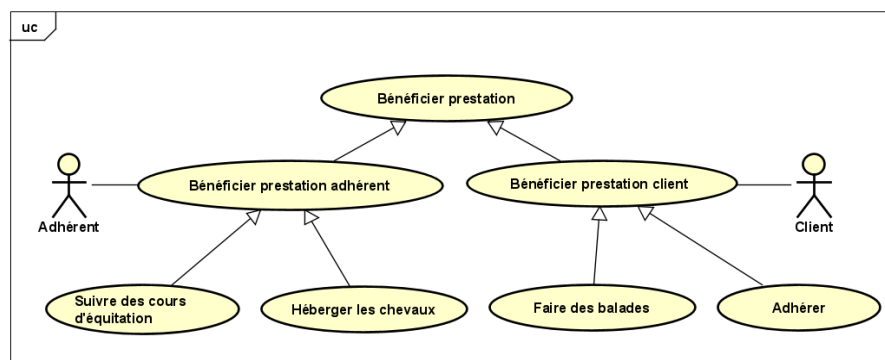 uc
Bénéficier prestation
Bénéficier prestation adhérent
Bénéficier prestation client
Adhérent
Client
Suivre des cours
d'équitation
Héberger les chevaux
Faire des balades
Adhérer